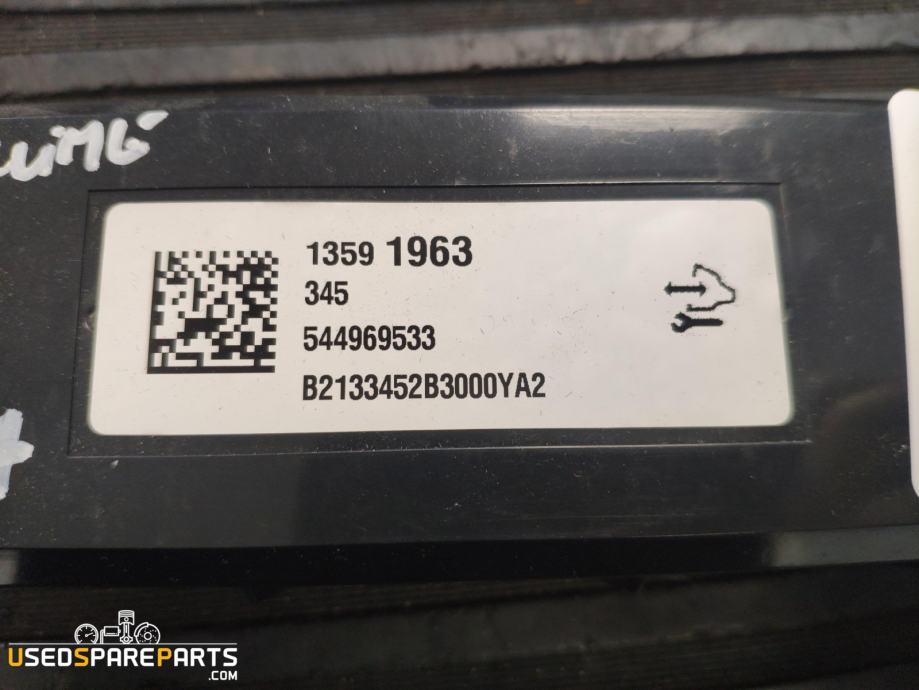 1359 1963
345
544969533
B2133452B3000YA2
USEDSPAREPARTS
.COM